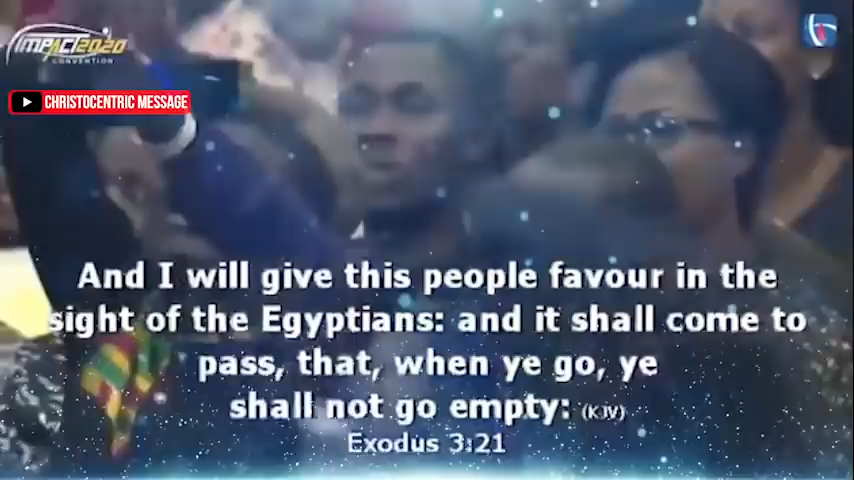 IMPACT2020
CONVENTION
CHRISTOCENTRIC MESSAGE
And I will give this people favour in the
sight of the Egyptians: and it shall come to
pass, that, when ye go, ye
shall not go empty: (KJV)
Exodus 3:21